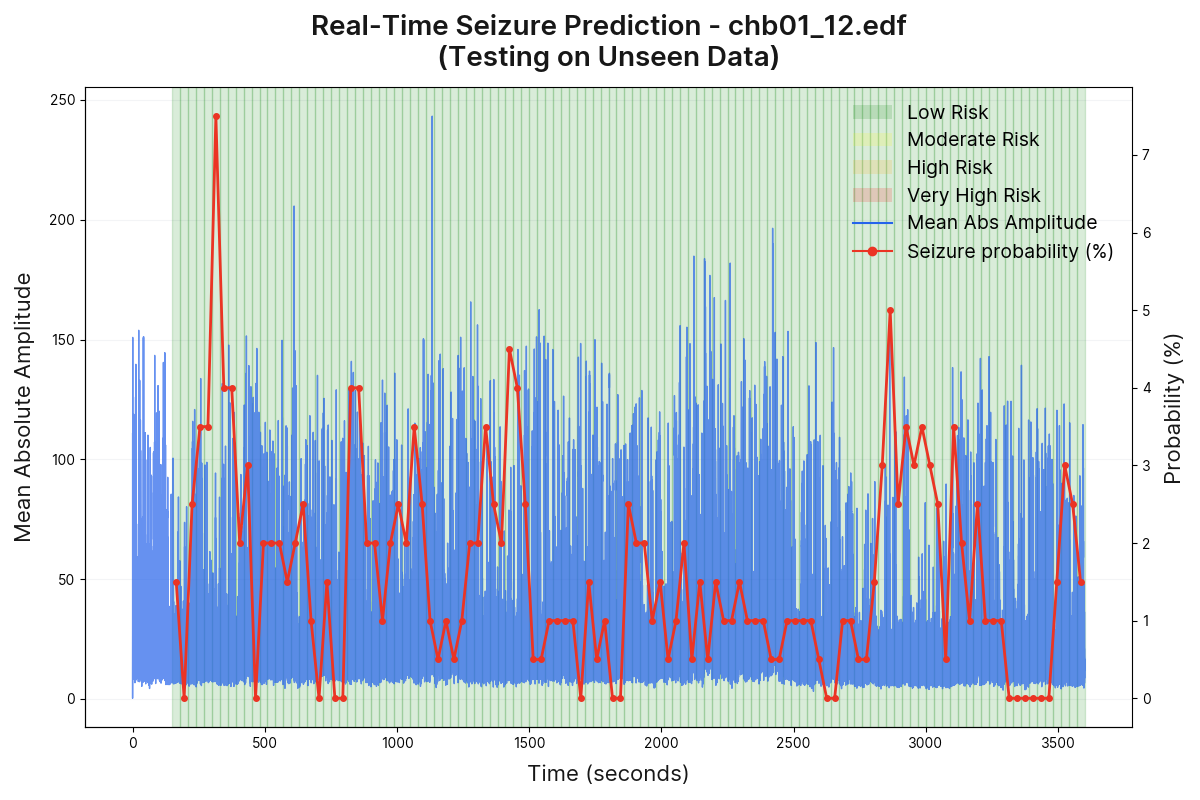 Real-Time Seizure Prediction - chb01_12.edf
(Testing on Unseen Data)
Mean Absolute Amplitude
250
200
150
100
50
0
Low Risk
Moderate Risk
High Risk
Very High Risk
Mean Abs Amplitude
Seizure probability (%)
7
6
5
4
3
2
1
0
Probability (%)
0 500 1000 1500 2000 2500 3000 3500
Time (seconds)